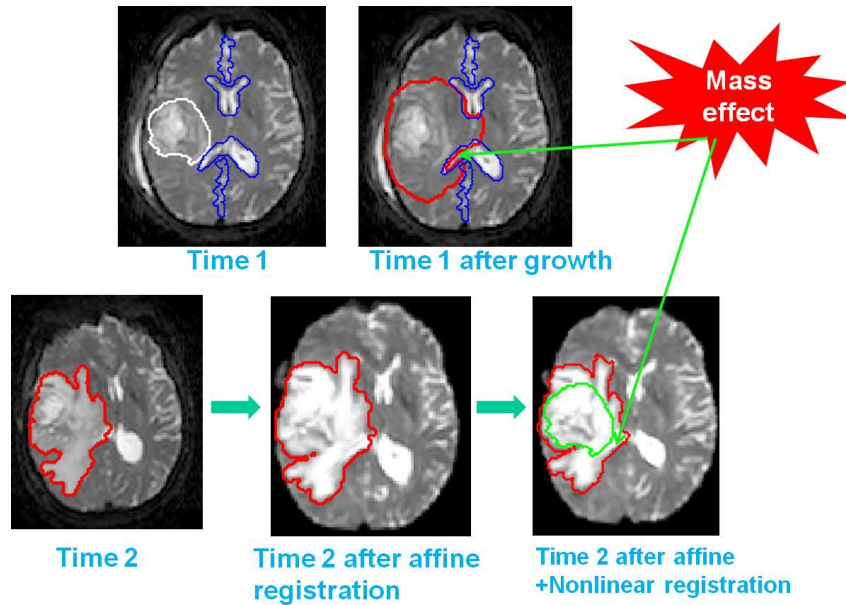 Mass
effect
Time 1
Time 1 after growth
Time 2
Time 2 after affine
registration
Time 2 after affine
+Nonlinear registration